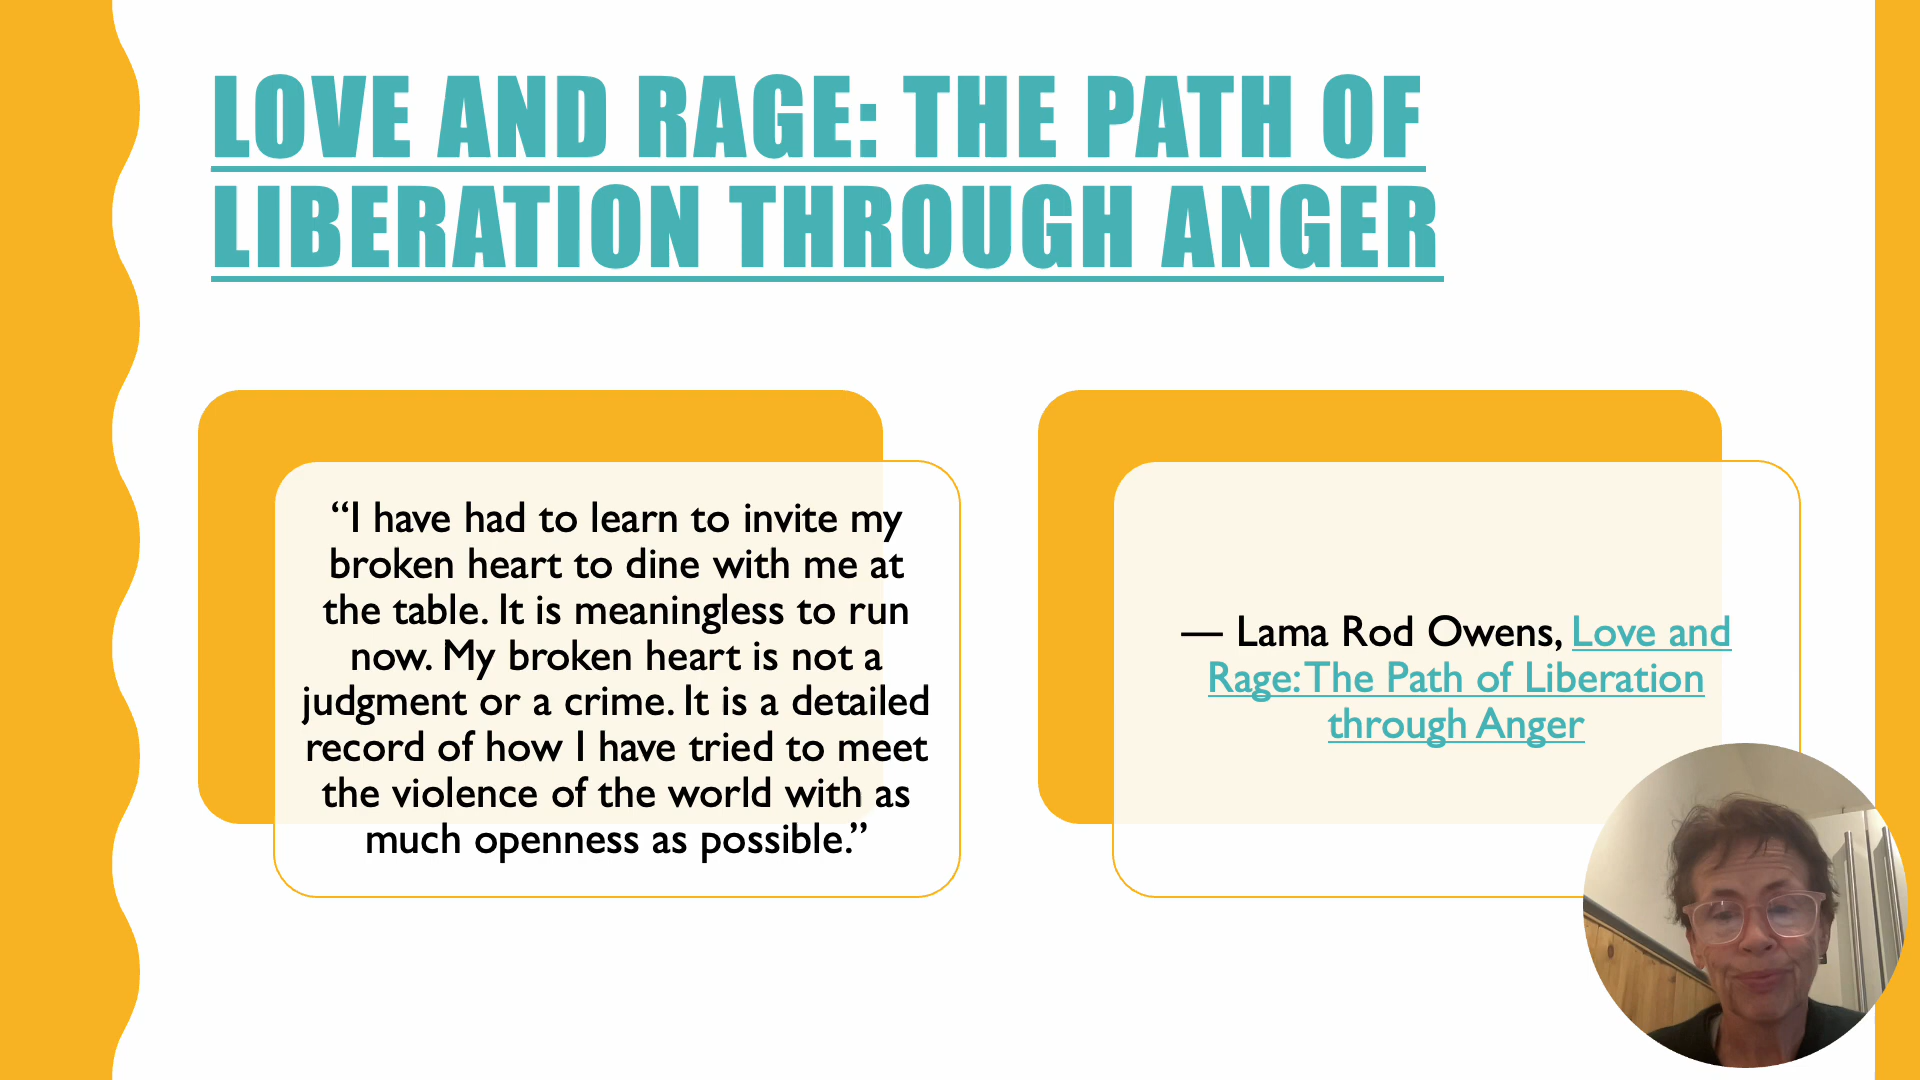 LOVE AND RAGE: THE PATH OF
LIBERATION THROUGH ANGER
“I have had to learn to invite my
broken heart to dine with me at
the table. It is meaningless to run
now. My broken heart is not a
judgment or a crime. It is a detailed
record of how I have tried to meet
the violence of the world with as
much openness as possible.”
— Lama Rod Owens, Love and
Rage: The Path of Liberation
through Anger